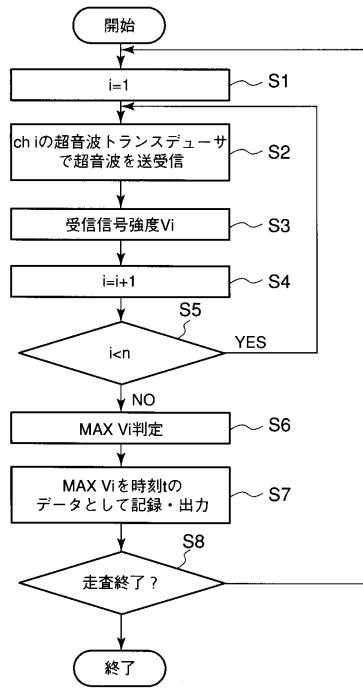 開始
i=1
S1
ch iの超音波トランスデューサ
で超音波を送受信
S2
受信信号強度Vi
S3
i=i+1
S4
S5
i<n
YES
NO
MAX Vi判定
S6
MAX Viを時刻tの
データとして記録・出力
S7
S8
走査終了？
終了